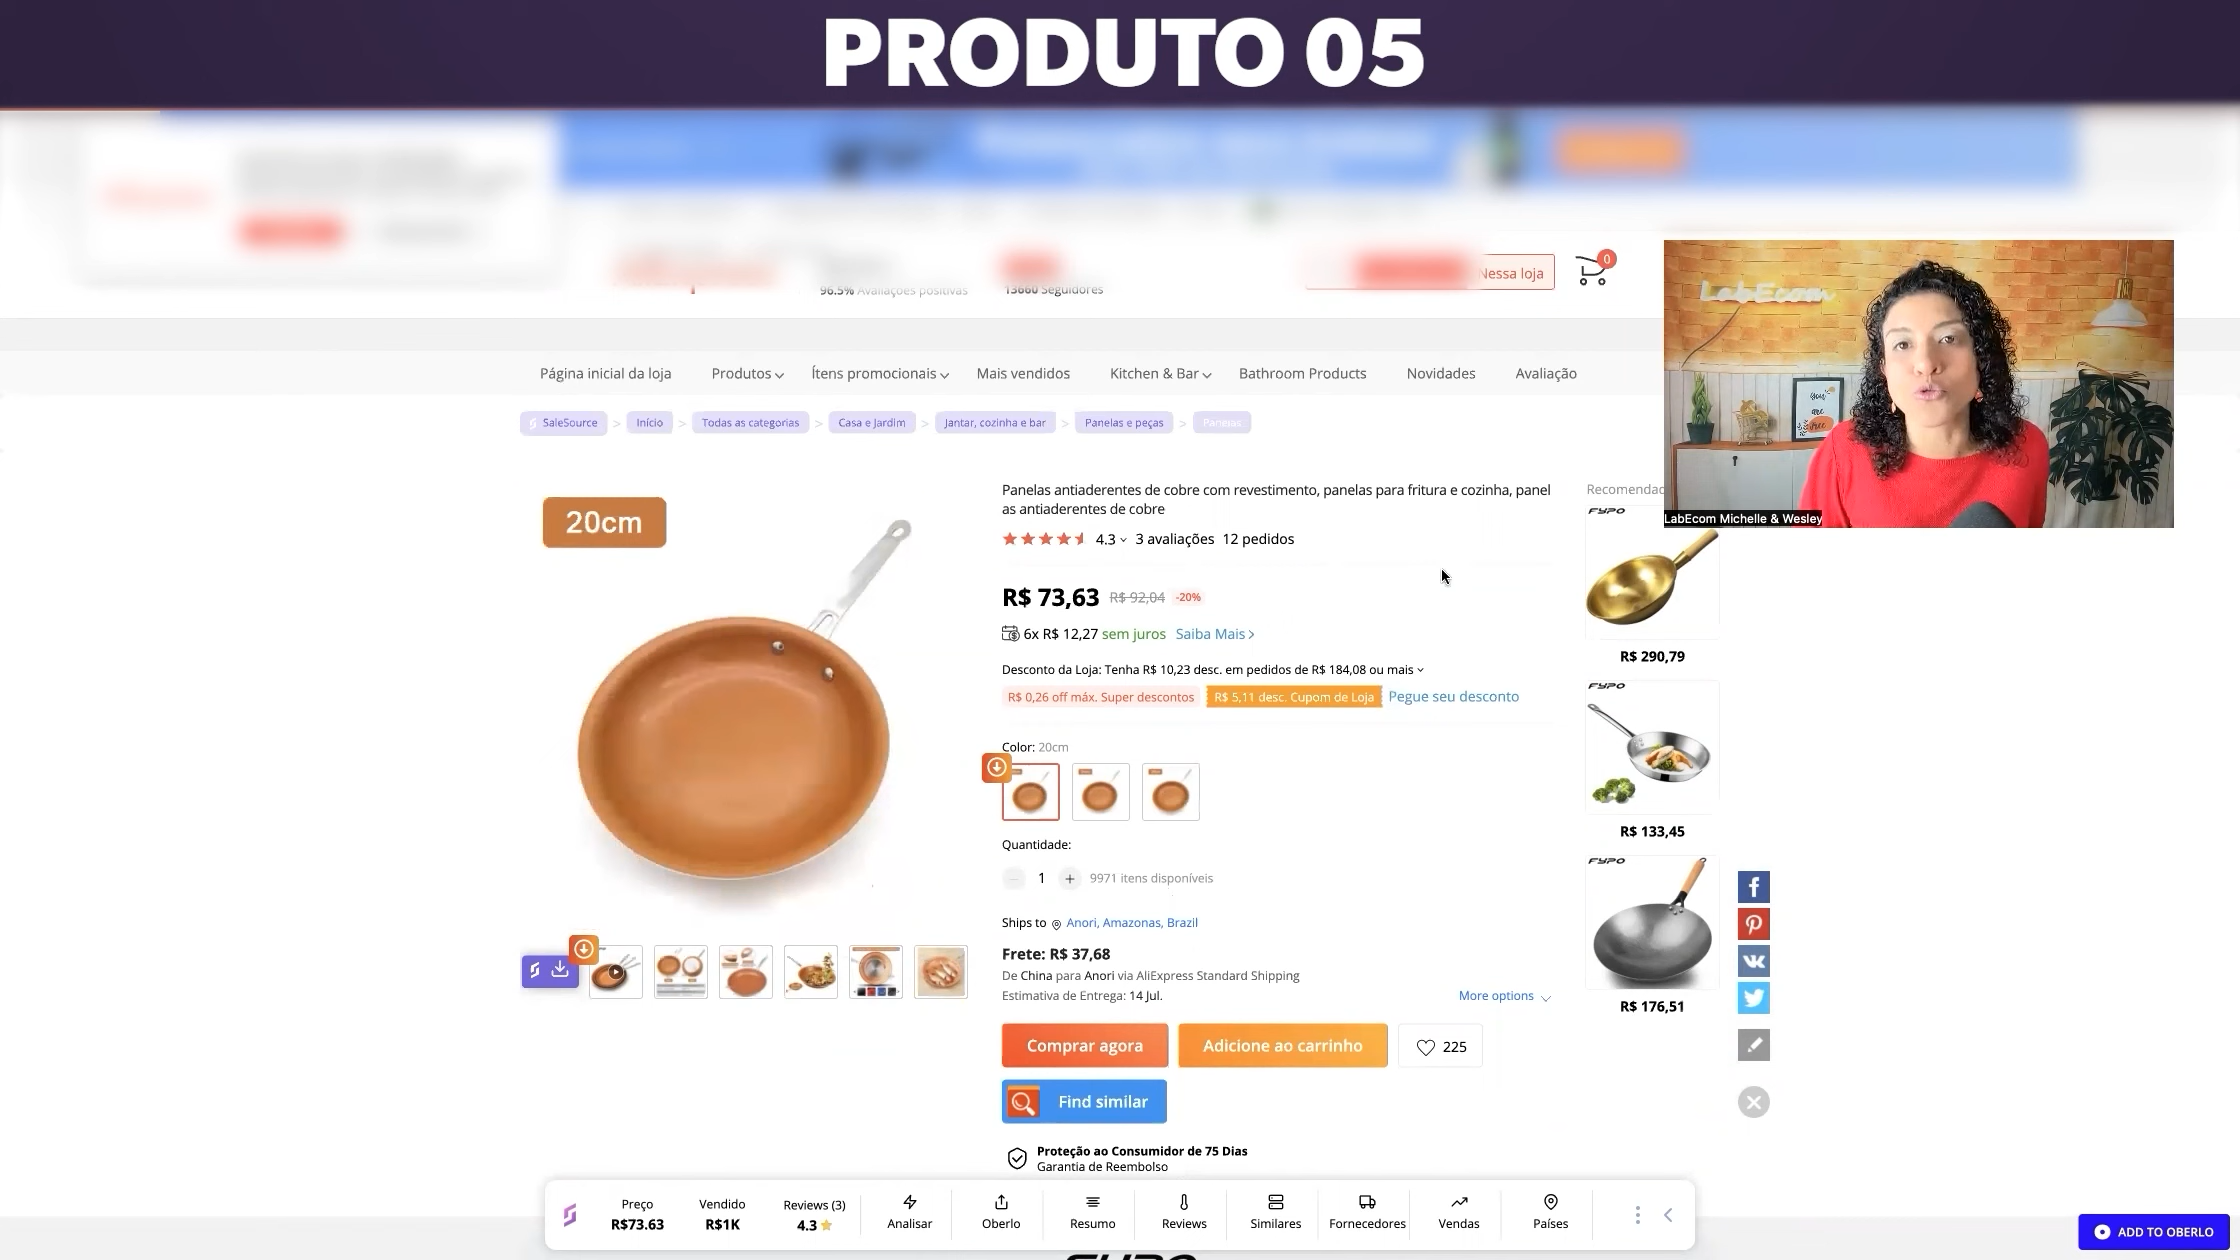 PRODUTO 05
96.5% Avaliações positivas
13660 Seguidores
Nessa loja
0
LabEcom
you
are
free
LabEcom Michelle & Wesley
Página inicial da loja
Produtos
Ítens promocionais
Mais vendidos
Kitchen & Bar
Bathroom Products
Novidades
Avaliação
SaleSource > Início > Todas as categorias > Casa e Jardim > Jantar, cozinha e bar > Panelas e peças > Panelas
20cm
Panelas antiaderentes de cobre com revestimento, panelas para fritura e cozinha, panel
as antiaderentes de cobre
4.3 3 avaliações 12 pedidos
R$ 73,63 R$ 92,04 -20%
6x R$ 12,27 sem juros Saiba Mais >
Desconto da Loja: Tenha R$ 10,23 desc. em pedidos de R$ 184,08 ou mais
R$ 0,26 off máx. Super descontos R$ 5,11 desc. Cupom de Loja Pegue seu desconto
Color: 20cm
Quantidade:
1 + 9971 itens disponíveis
Ships to Anori, Amazonas, Brazil
Frete: R$ 37,68
De China para Anori via AliExpress Standard Shipping
Estimativa de Entrega: 14 Jul.
More options
Comprar agora
Adicione ao carrinho
225
Find similar
Proteção ao Consumidor de 75 Dias
Garantia de Reembolso
Recomendad
FYPO
R$ 290,79
FYPO
R$ 133,45
FYPO
R$ 176,51
Preço
R$73.63
Vendido
R$1K
Reviews (3)
4.3
Analisar
Oberlo
Resumo
Reviews
Similares
Fornecedores
Vendas
Países
ADD TO OBERLO